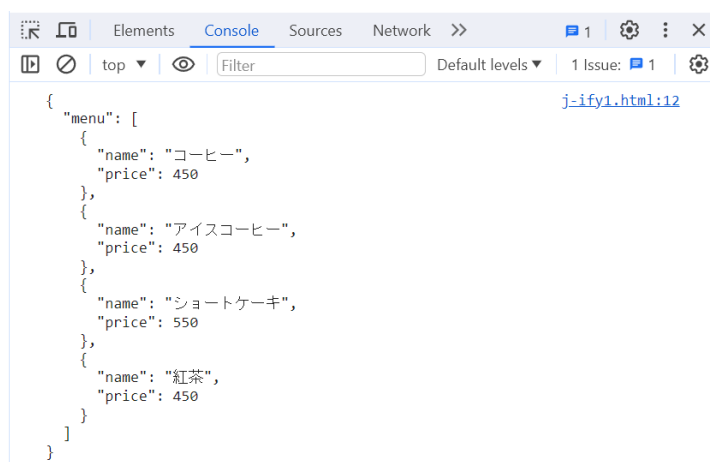 Elements Console Sources Network 1
top Filter Default levels 1 Issue: 1
{ j-ify1.html:12
  "menu": [
    {
      "name": "コーヒー",
      "price": 450
    },
    {
      "name": "アイスコーヒー",
      "price": 450
    },
    {
      "name": "ショートケーキ",
      "price": 550
    },
    {
      "name": "紅茶",
      "price": 450
    }
  ]
}